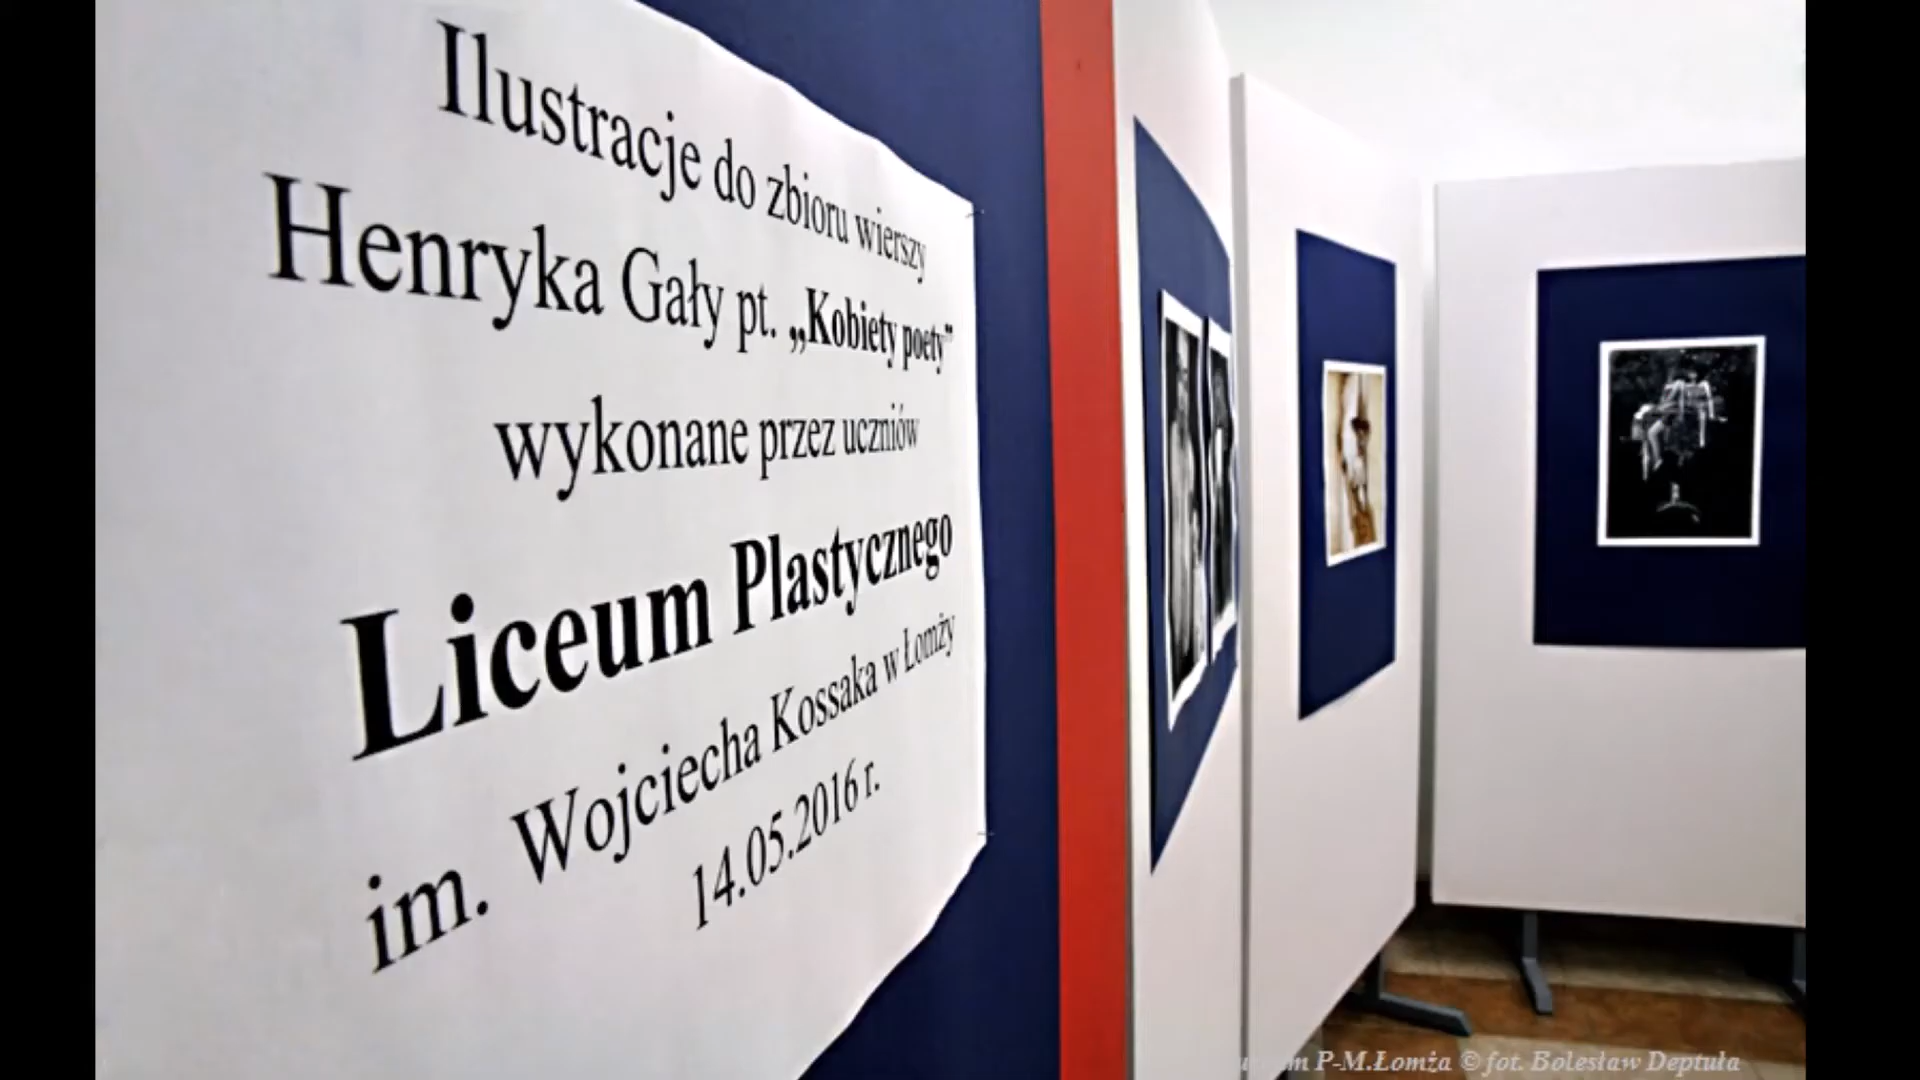 Ilustracje do zbioru wierszy
Henryka Gały pt. „Kobiety poety”
wykonane przez uczniów
Liceum Plastycznego
im. Wojciecha Kossaka w Łomży
14.05.2016 r.
P-M.Łomża © fot. Bolesław Deptuła